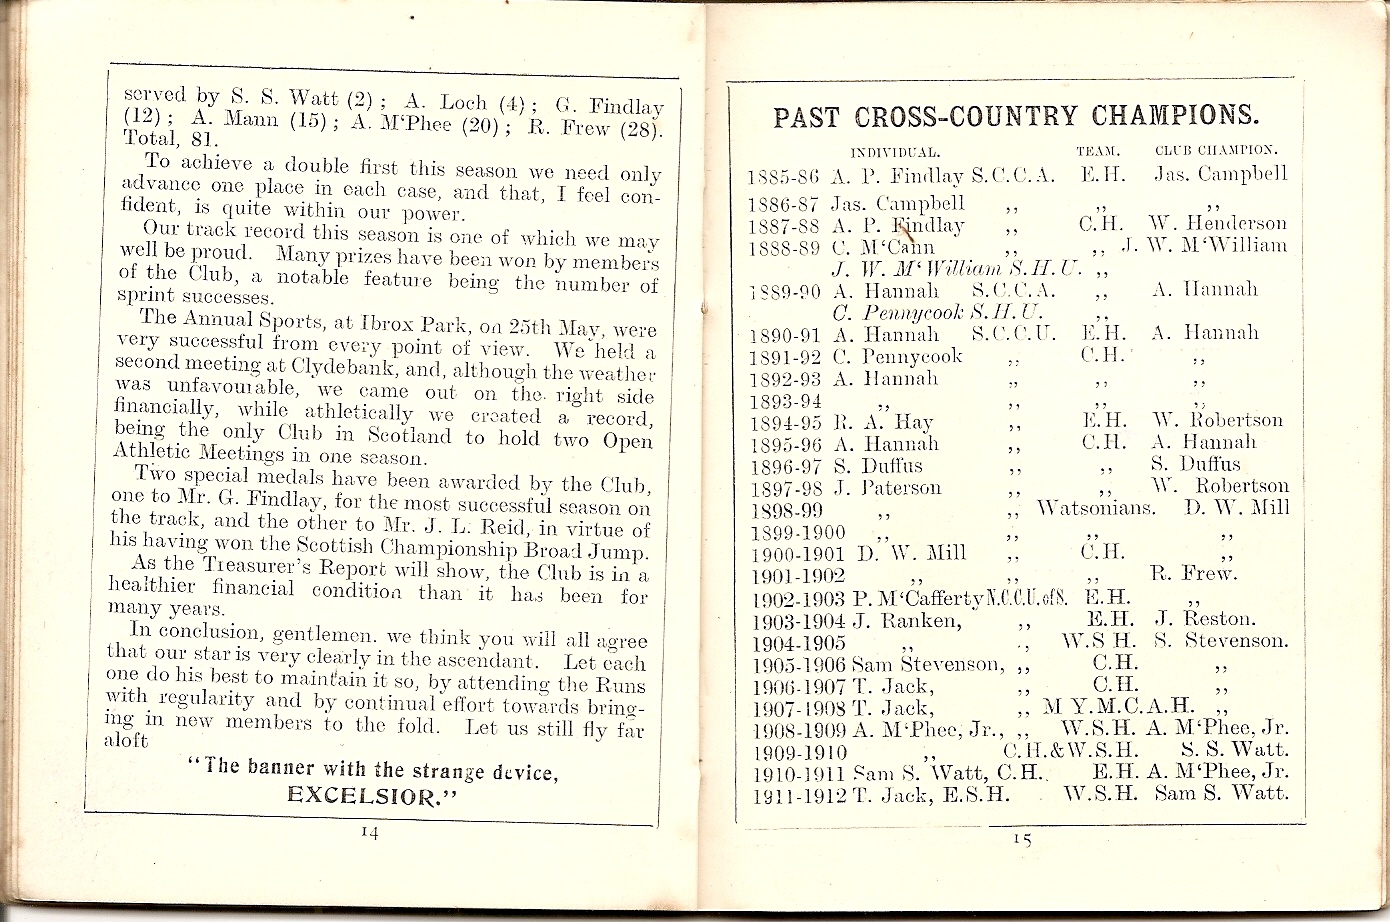 served by S. S. Watt (2) ; A. Loch (4) ; G. Findlay
(12) ; A. Mann (15) ; A. M‘Phee (20) ; R. Frew (28).
Total, 81.
To achieve a double first this season we need only
advance one place in each case, and that, I feel con-
fident, is quite within our power.
Our track record this season is one of which we may
well be proud. Many prizes have been won by members
of the Club, a notable feature being the number of
sprint successes.
The Annual Sports, at Ibrox Park, on 25th May, were
very successful from every point of view. We held a
second meeting at Clydebank, and, although the weather
was unfavourable, we came out on the right side
financially, while athletically we created a record,
being the only Club in Scotland to hold two Open
Athletic Meetings in one season.
Two special medals have been awarded by the Club,
one to Mr. G. Findlay, for the most successful season on
the track, and the other to Mr. J. L. Reid, in virtue of
his having won the Scottish Championship Broad Jump.
As the Treasurer's Report will show, the Club is in a
healthier financial condition than it has been for
many years.
In conclusion, gentlemen. we think you will all agree
that our star is very clearly in the ascendant. Let each
one do his best to maintain it so, by attending the Runs
with regularity and by continual effort towards bring-
ing in new members to the fold. Let us still fly far
aloft
“The banner with the strange device,
EXCELSIOR.”
14
PAST CROSS-COUNTRY CHAMPIONS.
INDIVIDUAL. TEAM. CLUB CHAMPION.
1885-86 A. P. Findlay S.C.C.A. E.H. Jas. Campbell
1886-87 Jas. Campbell ,, ,, ,,
1887-88 A. P. Findlay ,, C.H. W. Henderson
1888-89 C. M‘Cann ,, ,, J. W. M‘William
J. W. M‘William S.H.U. ,,
1889-90 A. Hannah S.C.C.A. ,, A. Hannah
C. Pennycook S.H.U. ,,
1890-91 A. Hannah S.C.C.U. E.H. A. Hannah
1891-92 C. Pennycook ,, C.H. ,,
1892-93 A. Hannah ,, ,, ,,
1893-94 ,, ,, ,, ,,
1894-95 R. A. Hay ,, E.H. W. Robertson
1895-96 A. Hannah ,, C.H. A. Hannah
1896-97 S. Duffus ,, ,, S. Duffus
1897-98 J. Paterson ,, ,, W. Robertson
1898-99 ,, ,, Watsonians. D. W. Mill
1899-1900 ,, ,, ,, ,,
1900-1901 D. W. Mill ,, C.H. ,,
1901-1902 ,, ,, ,, R. Frew.
1902-1903 P. M‘Cafferty N.C.C.U. of S. E.H. ,,
1903-1904 J. Ranken, ,, E.H. J. Reston.
1904-1905 ,, ,, W.S H. S. Stevenson.
1905-1906 Sam Stevenson, ,, C.H. ,,
1906-1907 T. Jack, ,, C.H. ,,
1907-1908 T. Jack, ,, M Y.M.C.A.H. ,,
1908-1909 A. M‘Phee, Jr., ,, W.S.H. A. M‘Phee, Jr.
1909-1910 ,, C.H.&W.S.H. S. S. Watt.
1910-1911 Sam S. Watt, C.H. E.H. A. M‘Phee, Jr.
1911-1912 T. Jack, E.S.H. W.S.H. Sam S. Watt.
15